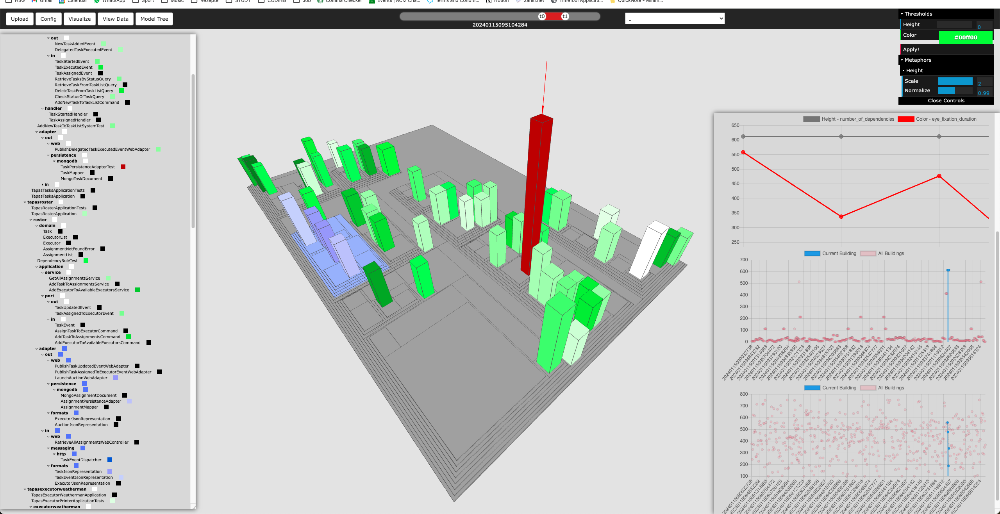 HSG Gmail Calendar WhatsApp Sport Music Rezepte STUDY CODING Job Comma Checker Events | ACM Cha... Terms and Conditi... Notion zanki.net TimeTool Applicati... QuickNote - Minim...
Upload Config Visualize View Data Model Tree
t0 t1
20240115095104284
-
Thresholds
Height 0
Color #00ff00
Apply!
Metaphors
Height
Scale 2
Normalize 0.99
Close Controls
out
NewTaskAddedEvent
DelegatedTaskExecutedEvent
in
TaskStartedEvent
TaskExecutedEvent
TaskAssignedEvent
RetrieveTasksByStatusQuery
RetrieveTaskFromTaskListQuery
DeleteTaskFromTaskListQuery
CheckStatusOfTaskQuery
AddNewTaskToTaskListCommand
handler
TaskStartedHandler
TaskAssignedHandler
AddNewTaskToTaskListSystemTest
adapter
out
web
PublishDelegatedTaskExecutedEventWebAdapter
persistence
mongodb
TaskPersistenceAdapterTest
TaskMapper
MongoTaskDocument
in
TapasTasksApplicationTests
TapasTasksApplication
tapasroster
TapasRosterApplicationTests
TapasRosterApplication
roster
domain
Task
ExecutorList
Executor
AssignmentNotFoundError
AssignmentList
DependencyRuleTest
application
service
GetAllAssignmentsService
AddTaskToAssignmentsService
AddExecutorToAvailableExecutorsService
port
out
TaskUpdatedEvent
TaskAssignedToExecutorEvent
in
TaskEvent
AssignTaskToExecutorCommand
AddTaskToAssignmentsCommand
AddExecutorToAvailableExecutorsCommand
adapter
out
web
PublishTaskUpdatedEventWebAdapter
PublishTaskAssignedToExecutorEventWebAdapter
LaunchAuctionWebAdapter
persistence
mongodb
MongoAssignmentDocument
AssignmentPersistenceAdapter
AssignmentMapper
formats
ExecutorJsonRepresentation
AuctionJsonRepresentation
in
web
RetrieveAllAssignmentsWebController
messaging
http
TaskEventDispatcher
formats
TaskJsonRepresentation
TaskEventJsonRepresentation
ExecutorJsonRepresentation
tapasexecutorweatherman
TapasExecutorWeathermanApplication
TapasExecutorPrinterApplicationTests
executorweatherman
Height - number_of_dependencies Color - eye_fixation_duration
650
600
550
500
450
400
350
300
250
Current Building All Buildings
700
600
500
400
300
200
100
0
Current Building All Buildings
800
700
600
500
400
300
200
100